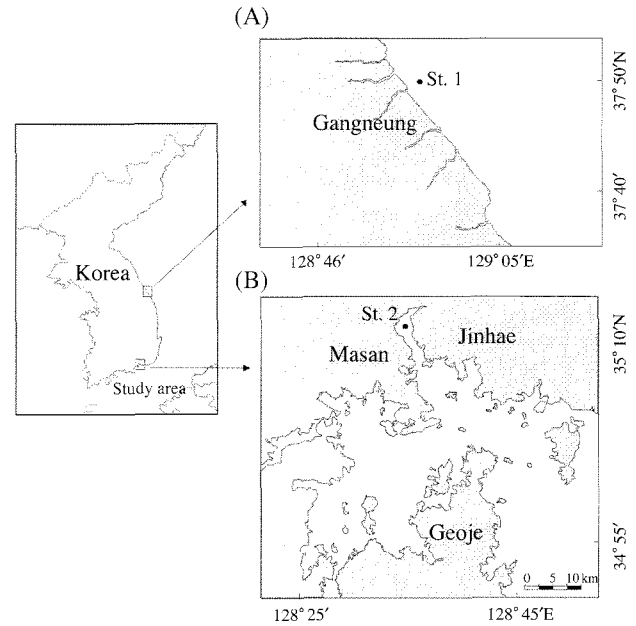 (A)
St. 1
Gangneung
37° 50′N
37° 40′
128° 46′
129° 05′E
Korea
Study area
(B)
St. 2
Jinhae
Masan
Geoje
35° 10′N
34° 55′
0 5 10 km
128° 25′
128° 45′E